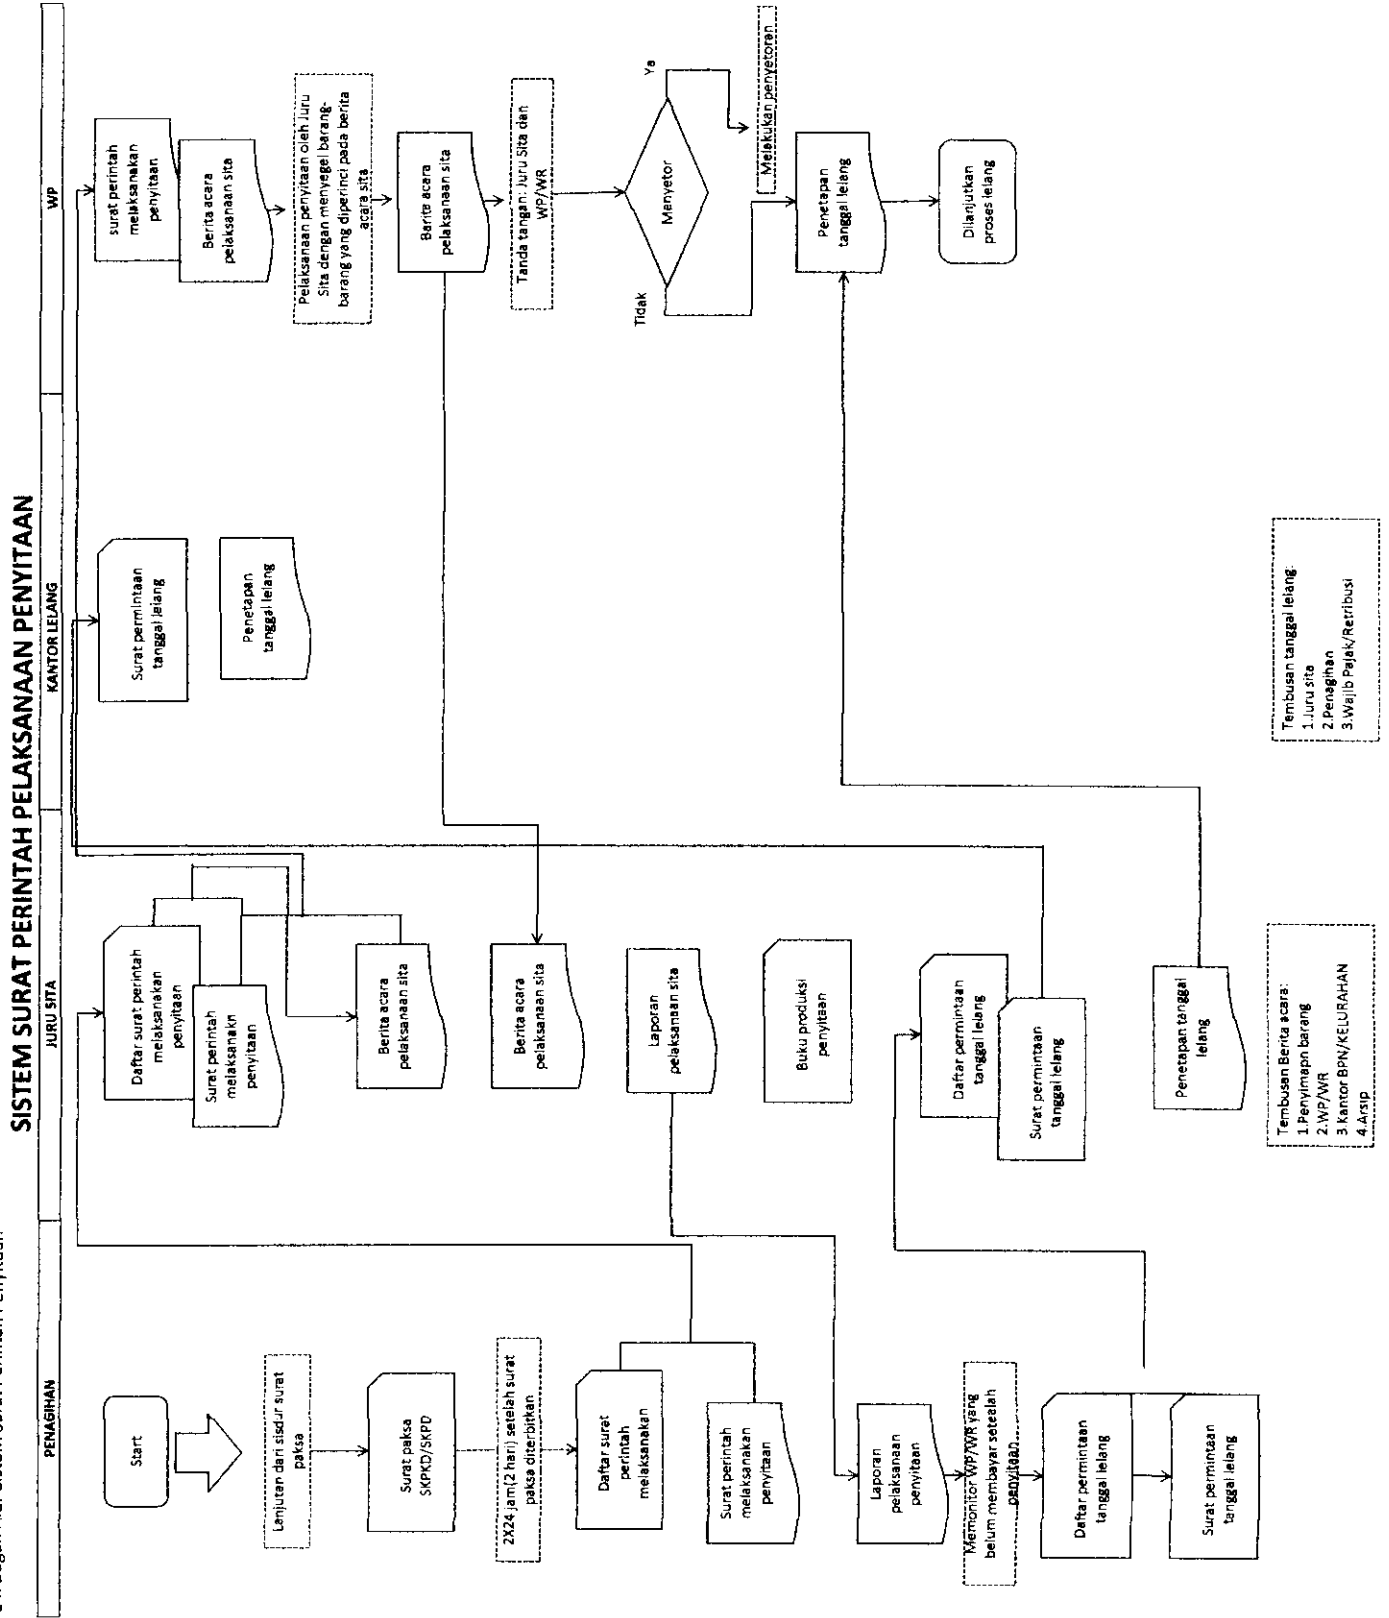 SISTEM SURAT PERINTAH PELAKSANAAN PENYITAAN
PENAGIHAN
JURU SITA
KANTOR LELANG
WP
Start
Lanjutan dari sisdur surat
paksa
Surat paksa
SKPKD/SKPD
2X24 jam(2 hari) setelah surat
paksa diterbitkan
Daftar surat
perintah
melaksanakan
Surat perintah
melaksanakan
penyitaan
Laporan
pelaksanaan
penyitaan
Memonitor WP/WR yang
belum membayar setealah
penyitaan
Daftar permintaan
tanggal lelang
Surat permintaan
tanggal lelang
Daftar surat perintah
melaksanakan
penyitaan
Surat perintah
melaksanakn
penyitaan
Berita acara
pelaksanaan sita
Berita acara
pelaksanaan sita
Laporan
pelaksanaan sita
Buku produksi
penyitaan
Daftar permintaan
tanggal lelang
Surat permintaan
tanggal lelang
Penetapan tanggal
lelang
Tembusan Berita acara:
1.Penyimapn barang
2.WP/WR
3.Kantor BPN/KELURAHAN
4.Arsip
Surat permintaan
tanggal lelang
Penetapan
tanggal lelang
Tembusan tanggal lelang:
1.Juru sita
2.Penagihan
3.Wajib Pajak/Retribusi
surat perintah
melaksanakan
penyitaan
Berita acara
pelaksanaan sita
Pelaksanaan penyitaan oleh Juru
Sita dengan menyegel barang-
barang yang diperinci pada berita
acara sita
Berita acara
pelaksanaan sita
Tanda tangan: Juru Sita dan
WP/WR
Menyetor
Ya
Tidak
Melakukan penyetoran
Penetapan
tanggal lelang
Dilanjutkan
proses lelang